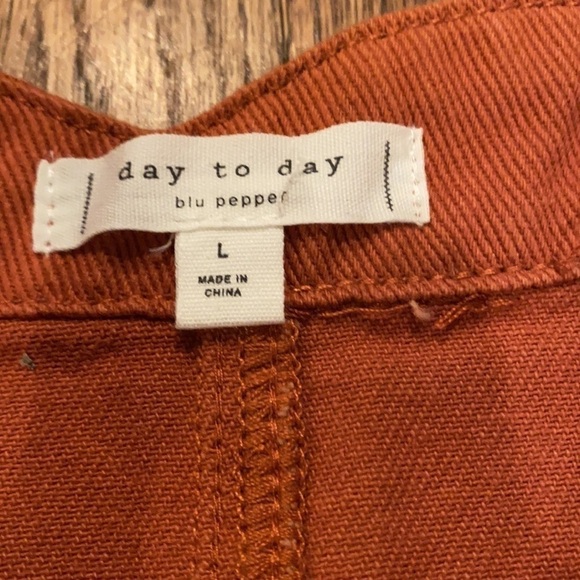 day to day
blu pepper
L
MADE IN
CHINA